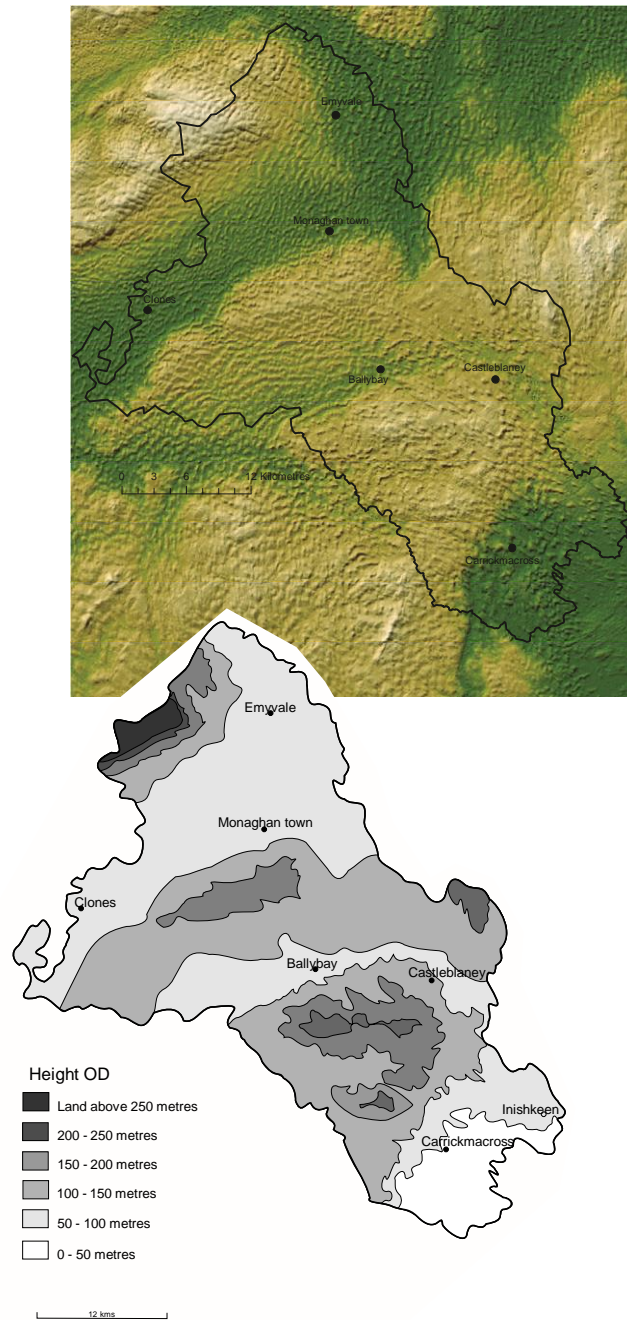 Emyvale
Monaghan town
Clones
Ballybay
Castleblaney
0 3 6 12 Kilometres
Carrickmacross
Emyvale
Monaghan town
Clones
Ballybay
Castleblaney
Height OD
Land above 250 metres
200 - 250 metres
150 - 200 metres
100 - 150 metres
50 - 100 metres
0 - 50 metres
Inishkeen
Carrickmacross
12 kms